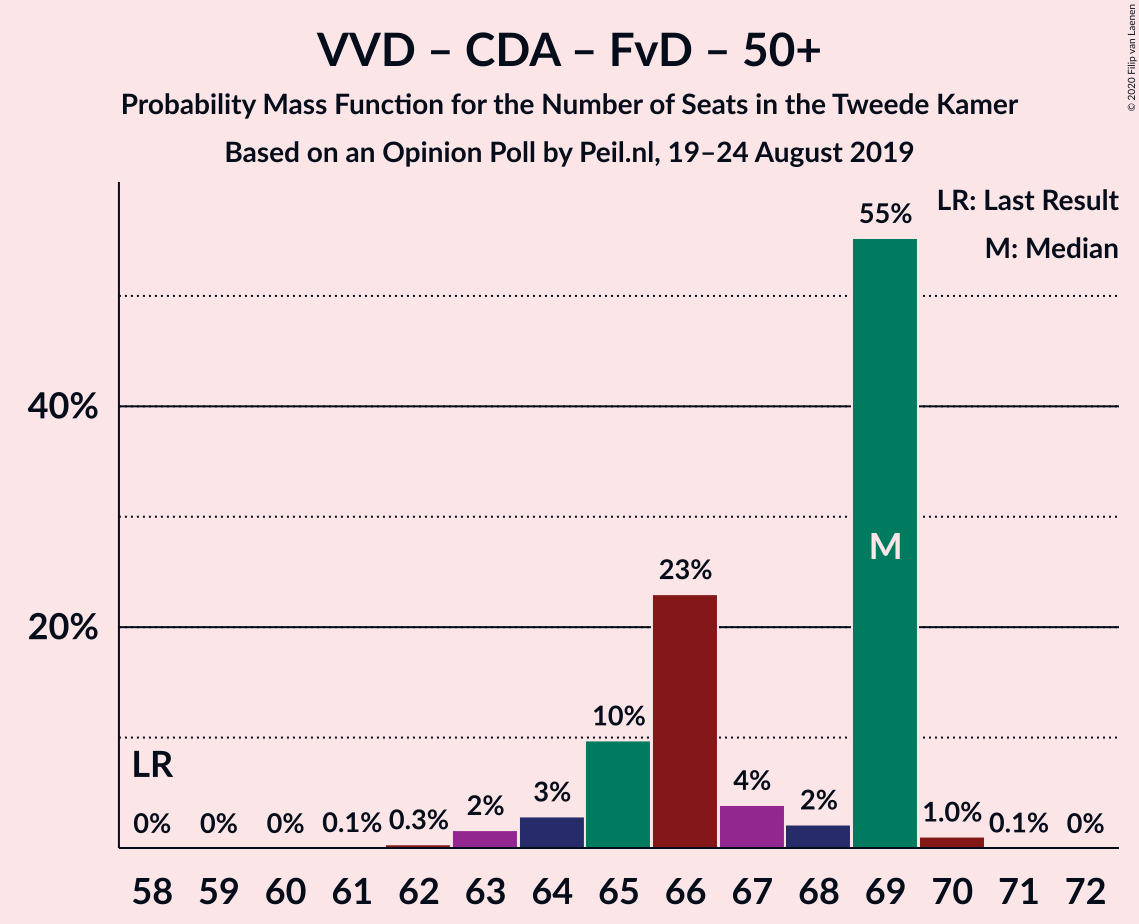 VVD – CDA – FvD – 50+
Probability Mass Function for the Number of Seats in the Tweede Kamer
Based on an Opinion Poll by Peil.nl, 19–24 August 2019
© 2020 Filip van Laenen
LR: Last Result
M: Median
55%
40%
M
23%
20%
10%
LR
4%
3%
2%
2%
0% 0% 0% 0.1% 0.3% 1.0% 0.1% 0%
58 59 60 61 62 63 64 65 66 67 68 69 70 71 72